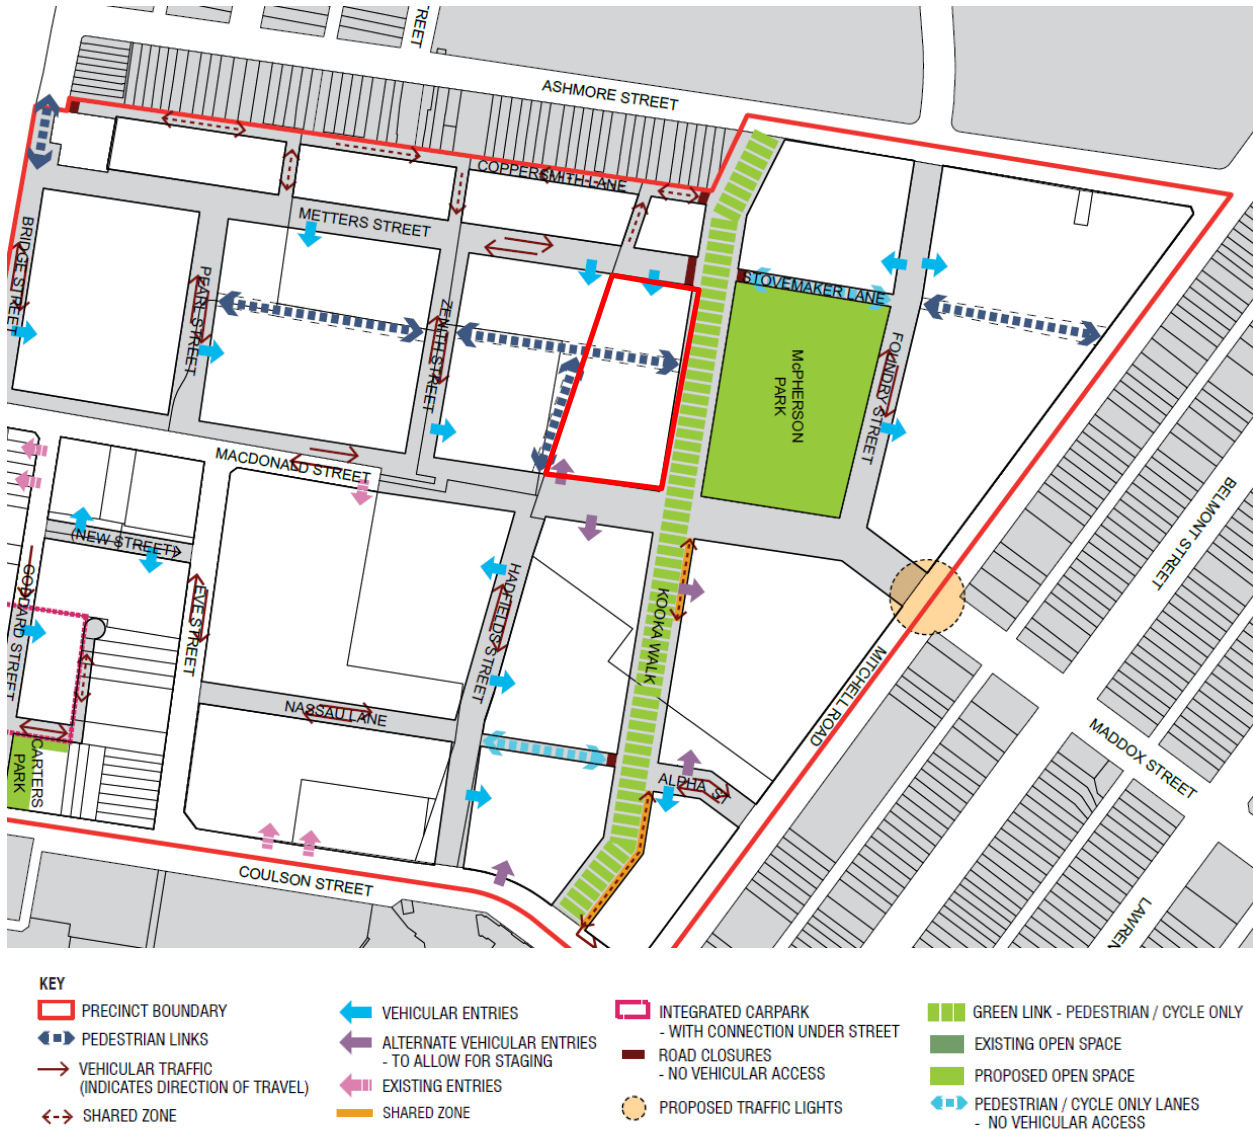 TREET
ASHMORE STREET
COPPERSMITH LANE
METTERS STREET
BRIDGE STREET
PEARL STREET
ZENITH STREET
STOVEMAKER LANE
McPHERSON
PARK
FOUNDRY STREET
MACDONALD STREET
BELMONT STREET
(NEW STREET)
GODDARD STREET
EVE STREET
HADFIELDS STREET
KOOKA WALK
MITCHELL ROAD
NASSAU LANE
MADDOX STREET
CARTERS
PARK
ALPHA ST
COULSON STREET
LAWREN
KEY
PRECINCT BOUNDARY
PEDESTRIAN LINKS
VEHICULAR TRAFFIC
(INDICATES DIRECTION OF TRAVEL)
SHARED ZONE
VEHICULAR ENTRIES
ALTERNATE VEHICULAR ENTRIES
- TO ALLOW FOR STAGING
EXISTING ENTRIES
SHARED ZONE
INTEGRATED CARPARK
- WITH CONNECTION UNDER STREET
ROAD CLOSURES
- NO VEHICULAR ACCESS
PROPOSED TRAFFIC LIGHTS
GREEN LINK - PEDESTRIAN / CYCLE ONLY
EXISTING OPEN SPACE
PROPOSED OPEN SPACE
PEDESTRIAN / CYCLE ONLY LANES
- NO VEHICULAR ACCESS